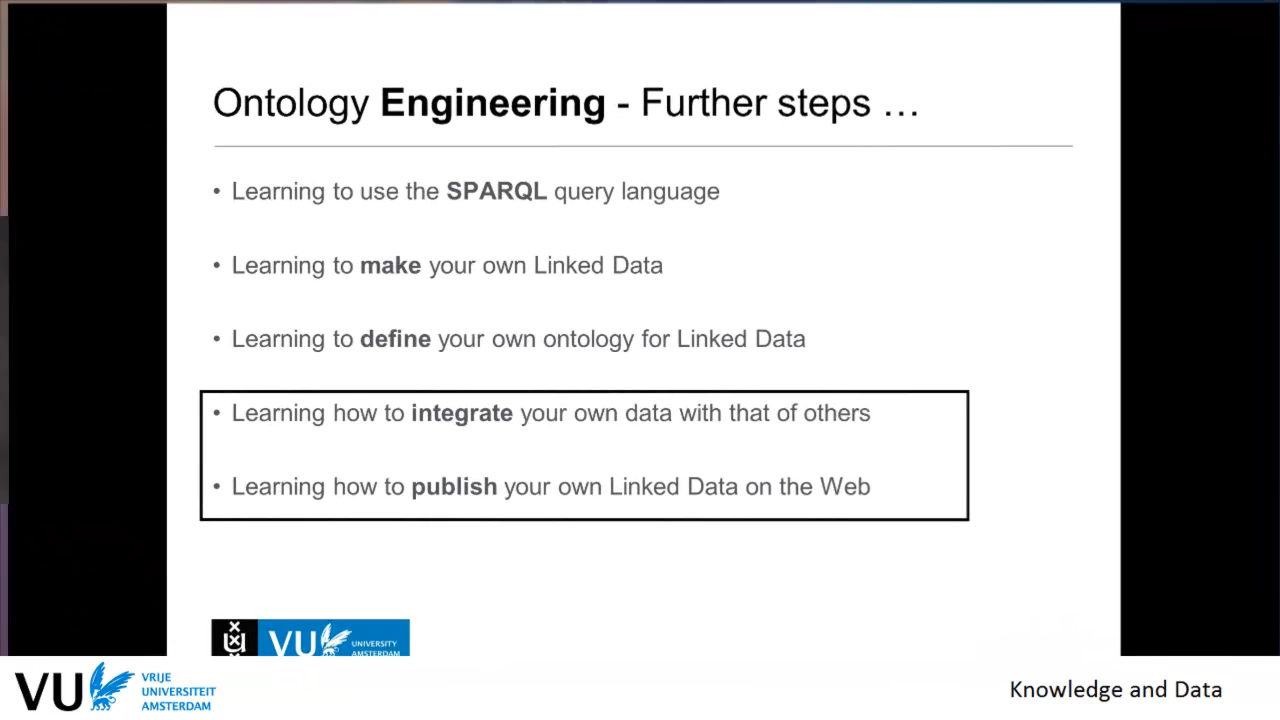 Ontology Engineering - Further steps …
• Learning to use the SPARQL query language
• Learning to make your own Linked Data
• Learning to define your own ontology for Linked Data
• Learning how to integrate your own data with that of others
• Learning how to publish your own Linked Data on the Web
VU UNIVERSITY
AMSTERDAM
VU VRIJE
UNIVERSITEIT
AMSTERDAM
Knowledge and Data